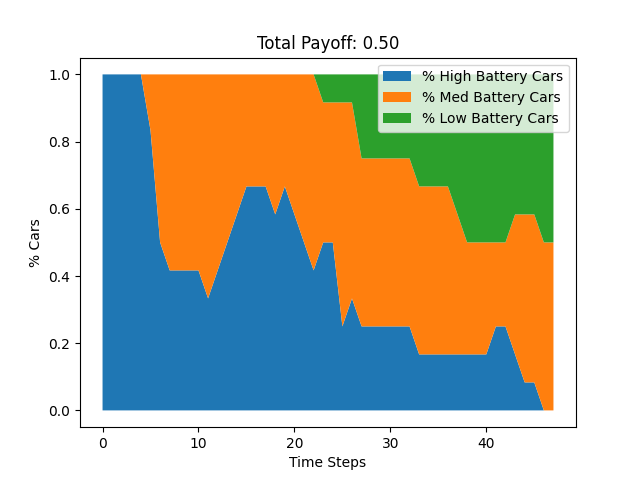 Total Payoff: 0.50
1.0
0.8
0.6
0.4
0.2
0.0
% Cars
% High Battery Cars
% Med Battery Cars
% Low Battery Cars
0 10 20 30 40
Time Steps